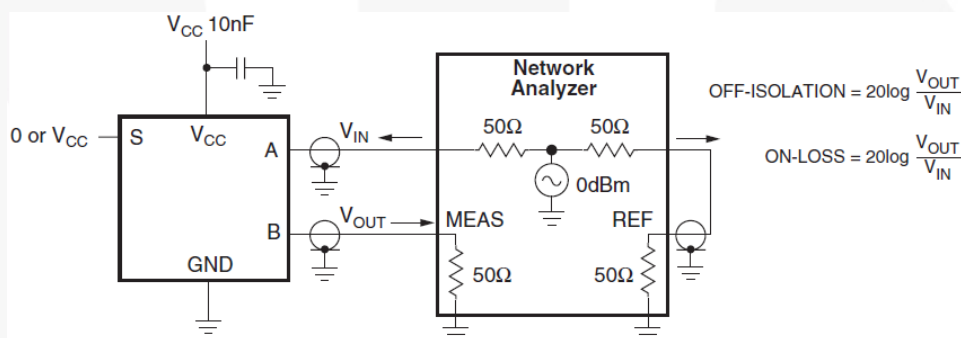 VCC 10nF
Network
Analyzer
OFF-ISOLATION = 20log VOUT
VIN
0 or VCC
S
VCC
A
VIN
50Ω
50Ω
ON-LOSS = 20log VOUT
VIN
0dBm
B
VOUT
MEAS
REF
GND
50Ω
50Ω